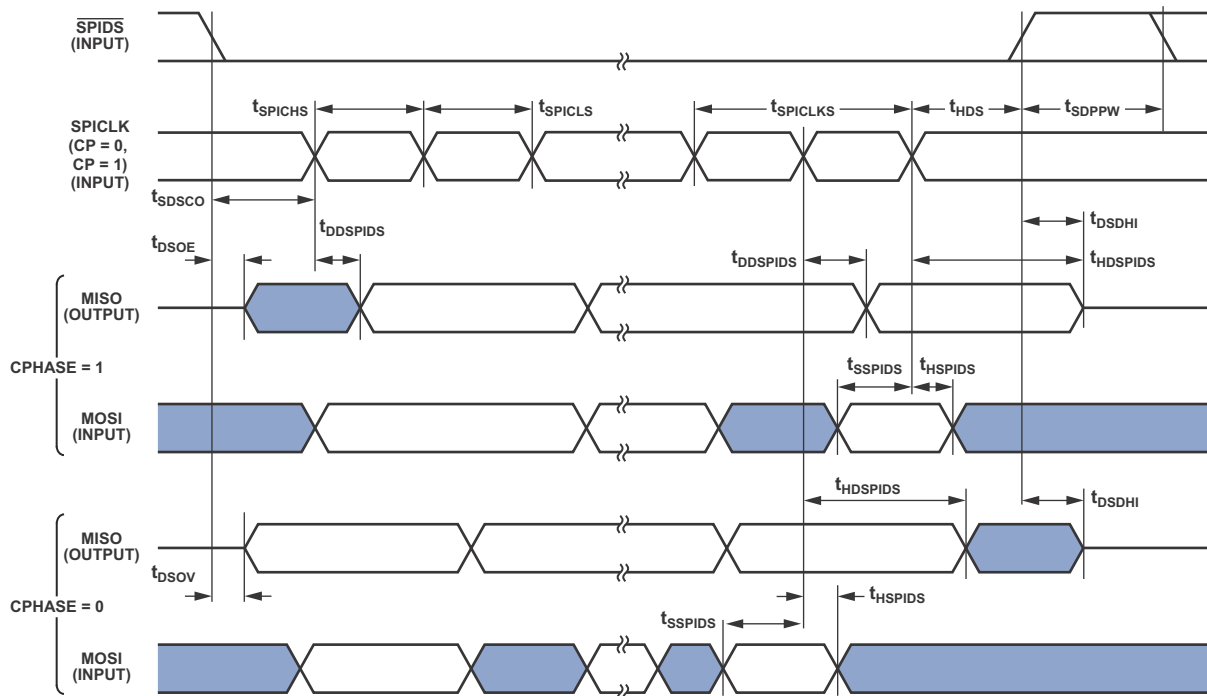 SPIDS
(INPUT)
tSPICHS
tSPICLS
tSPICLKS
tHDS
tSDPPW
SPICLK
(CP = 0,
CP = 1)
(INPUT)
tSDSCO
tDDSPIDS
tDSDHI
tDSOE
tDDSPIDS
tHDSPIDS
MISO
(OUTPUT)
CPHASE = 1
tSSPIDS
tHSPIDS
MOSI
(INPUT)
tHDSPIDS
tDSDHI
MISO
(OUTPUT)
tDSOV
CPHASE = 0
tHSPIDS
tSSPIDS
MOSI
(INPUT)